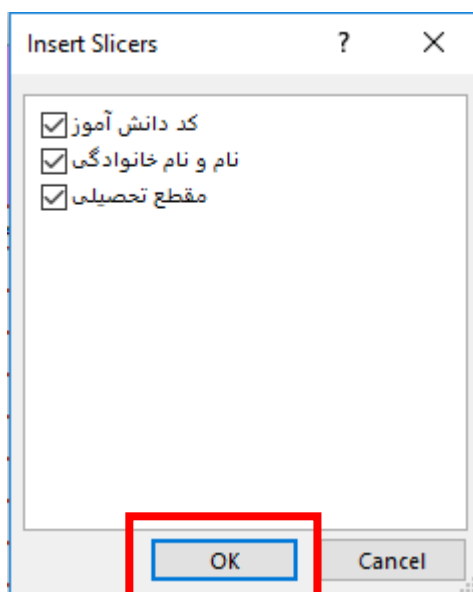 Insert Slicers ?
کد دانش آموز
نام و نام خانوادگی
مقطع تحصیلی
OK Cancel